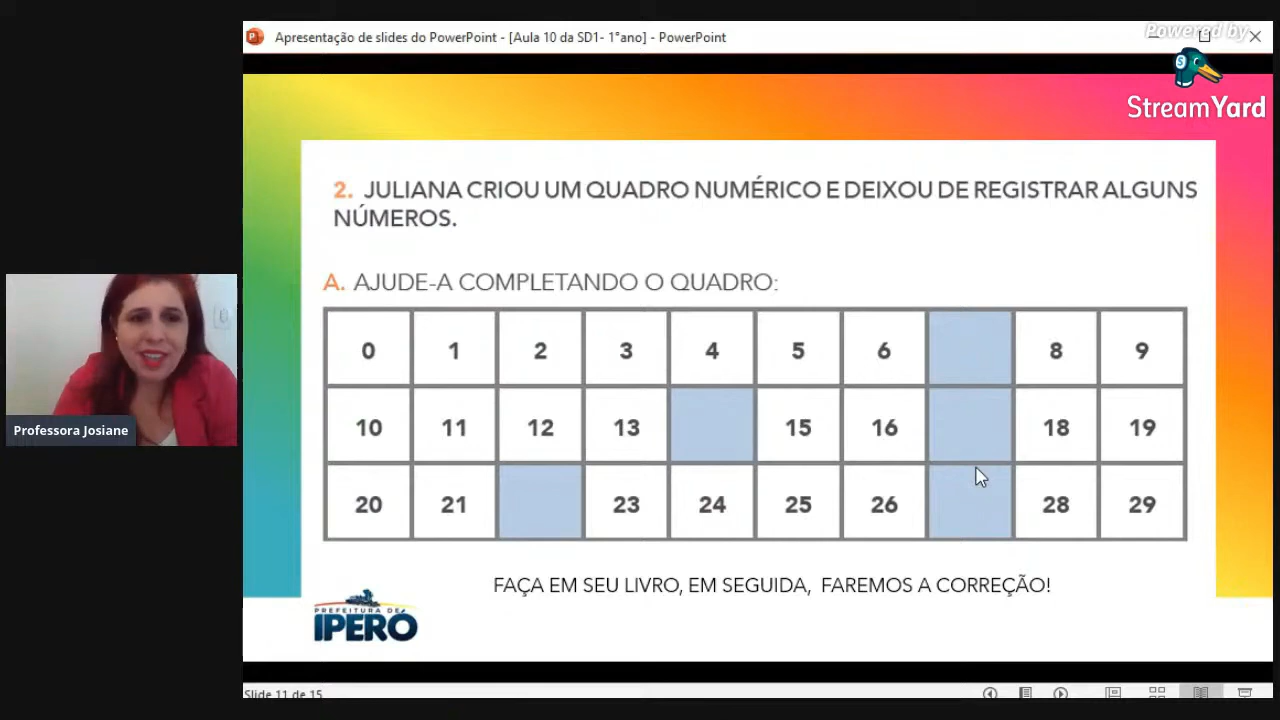 Apresentação de slides do PowerPoint - [Aula 10 da SD1- 1°ano] - PowerPoint
Powered by
StreamYard
2. JULIANA CRIOU UM QUADRO NUMÉRICO E DEIXOU DE REGISTRAR ALGUNS
NÚMEROS.
A. AJUDE-A COMPLETANDO O QUADRO:
0 1 2 3 4 5 6 8 9
10 11 12 13 15 16 18 19
20 21 23 24 25 26 28 29
Professora Josiane
FAÇA EM SEU LIVRO, EM SEGUIDA, FAREMOS A CORREÇÃO!
PREFEITURA DE
IPERÓ
Slide 11 de 15